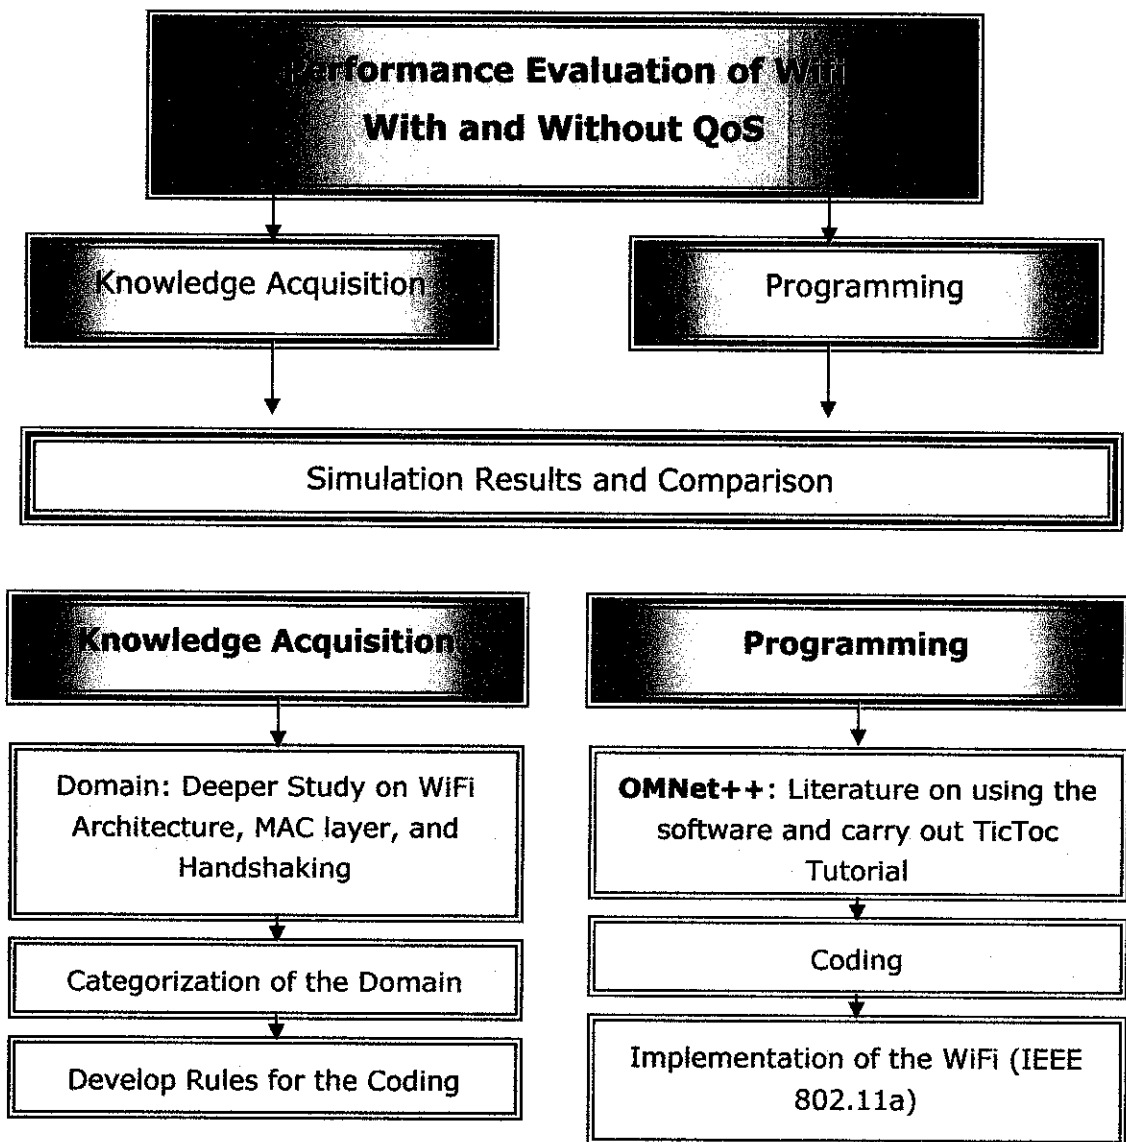 Performance Evaluation of Wifi
With and Without QoS
Knowledge Acquisition
Programming
Simulation Results and Comparison
Knowledge Acquisition
Domain: Deeper Study on WiFi
Architecture, MAC layer, and
Handshaking
Categorization of the Domain
Develop Rules for the Coding
Programming
OMNet++: Literature on using the
software and carry out TicToc
Tutorial
Coding
Implementation of the WiFi (IEEE
802.11a)